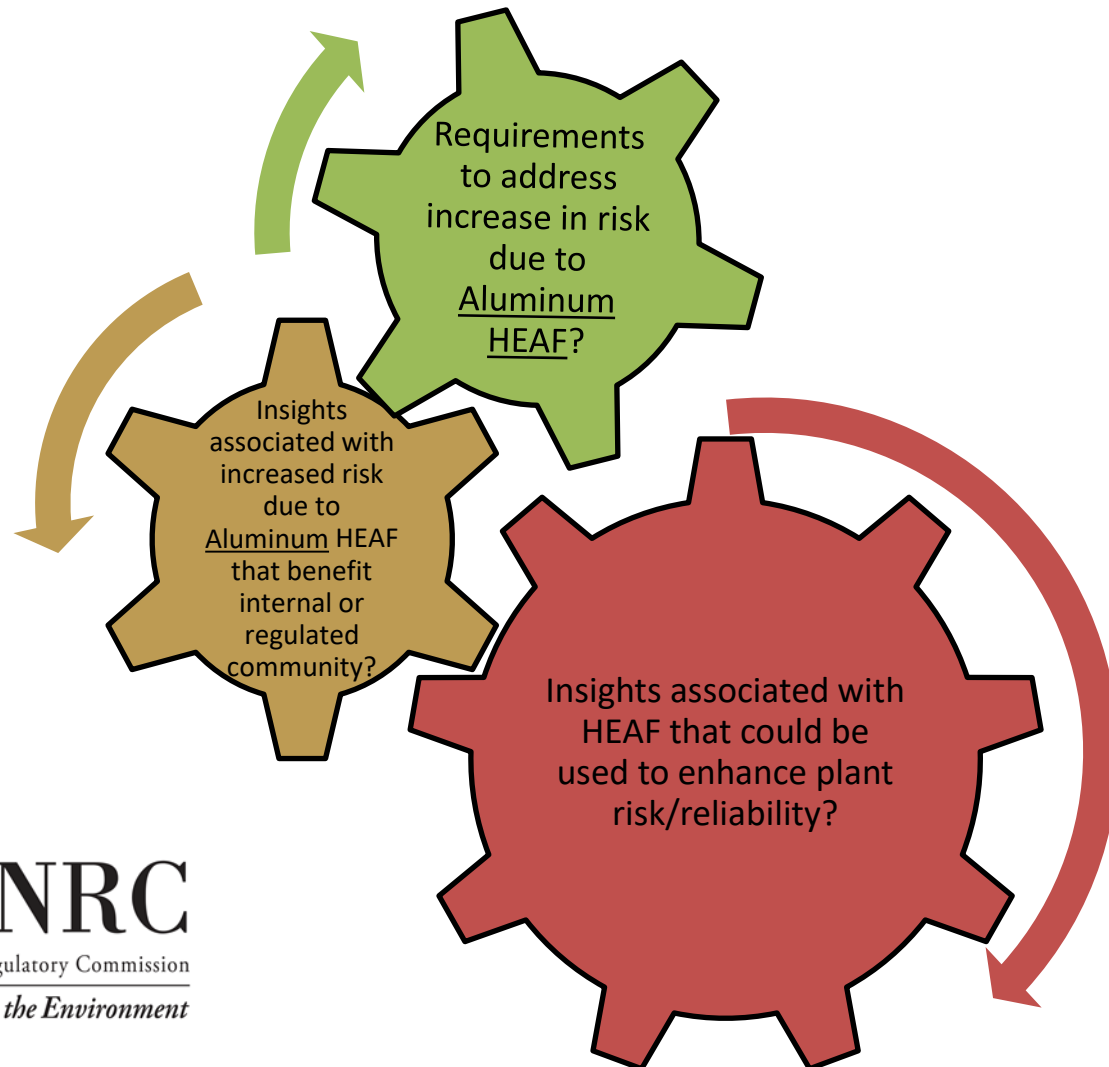 Requirements
to address
increase in risk
due to
Aluminum
HEAF?
Insights
associated with
increased risk
due to
Aluminum HEAF
that benefit
internal or
regulated
community?
Insights associated with
HEAF that could be
used to enhance plant
risk/reliability?
NRC
gulatory Commission
the Environment